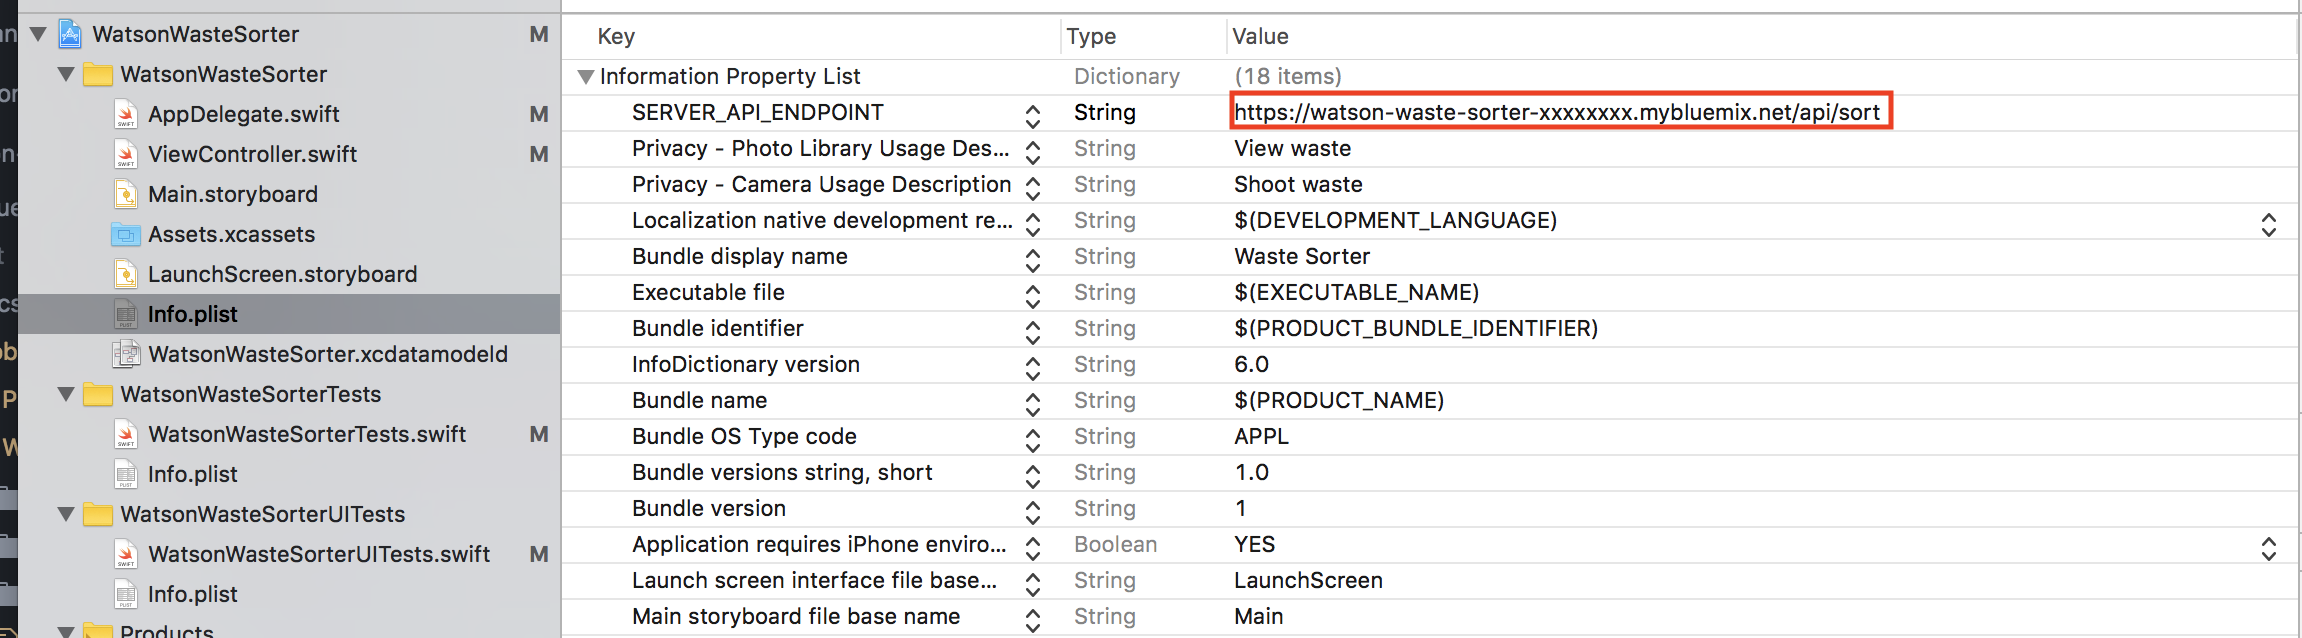 WatsonWasteSorter M
WatsonWasteSorter
AppDelegate.swift M
ViewController.swift M
Main.storyboard
Assets.xcassets
LaunchScreen.storyboard
Info.plist
WatsonWasteSorter.xcdatamodeld
WatsonWasteSorterTests
WatsonWasteSorterTests.swift M
Info.plist
WatsonWasteSorterUITests
WatsonWasteSorterUITests.swift M
Info.plist
Products
Key Type Value
Information Property List Dictionary (18 items)
SERVER_API_ENDPOINT String https://watson-waste-sorter-xxxxxxxx.mybluemix.net/api/sort
Privacy - Photo Library Usage Des... String View waste
Privacy - Camera Usage Description String Shoot waste
Localization native development re... String $(DEVELOPMENT_LANGUAGE)
Bundle display name String Waste Sorter
Executable file String $(EXECUTABLE_NAME)
Bundle identifier String $(PRODUCT_BUNDLE_IDENTIFIER)
InfoDictionary version String 6.0
Bundle name String $(PRODUCT_NAME)
Bundle OS Type code String APPL
Bundle versions string, short String 1.0
Bundle version String 1
Application requires iPhone enviro... Boolean YES
Launch screen interface file base... String LaunchScreen
Main storyboard file base name String Main